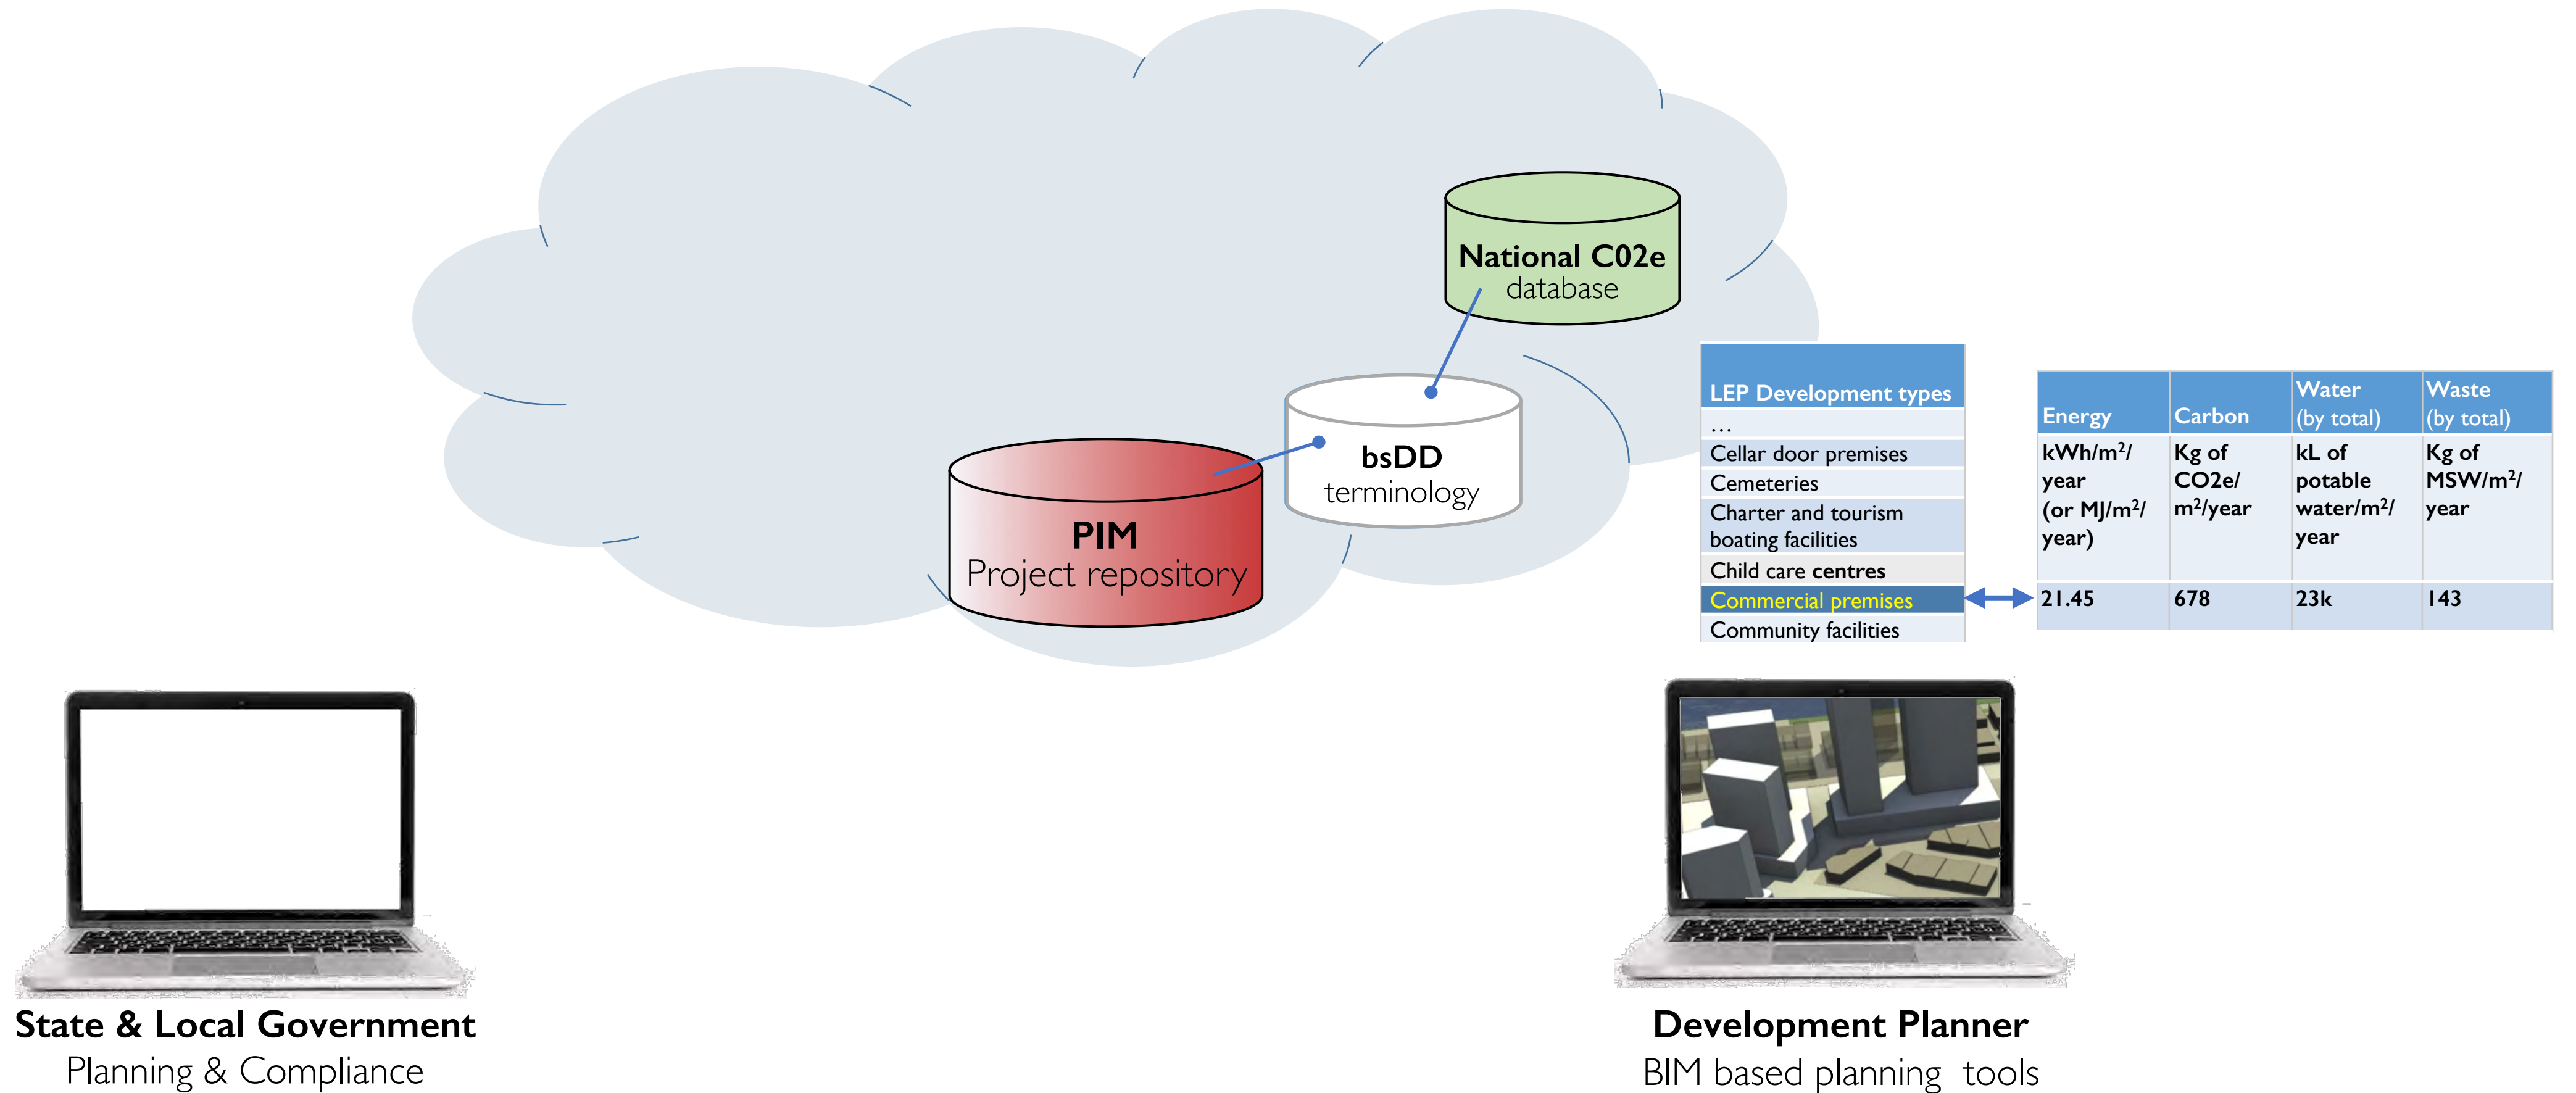 National C02e
database
bsDD
terminology
PIM
Project repository
LEP Development types
...
Cellar door premises
Cemeteries
Charter and tourism
boating facilities
Child care centres
Commercial premises
Community facilities
Energy
Carbon
Water
(by total)
Waste
(by total)
kWh/m²/
year
(or MJ/m²/
year)
Kg of
CO2e/
m²/year
kL of
potable
water/m²/
year
Kg of
MSW/m²/
year
21.45
678
23k
143
State & Local Government
Planning & Compliance
Development Planner
BIM based planning tools